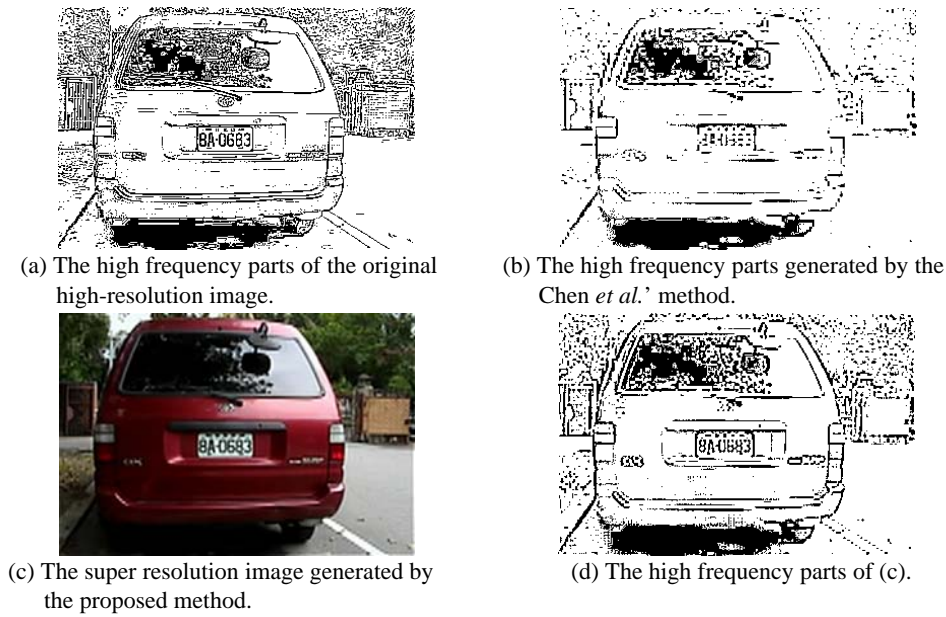 8A-0683
(a) The high frequency parts of the original
high-resolution image.
(b) The high frequency parts generated by the
Chen et al.’ method.
8A-0683
8A-0683
(c) The super resolution image generated by
the proposed method.
(d) The high frequency parts of (c).